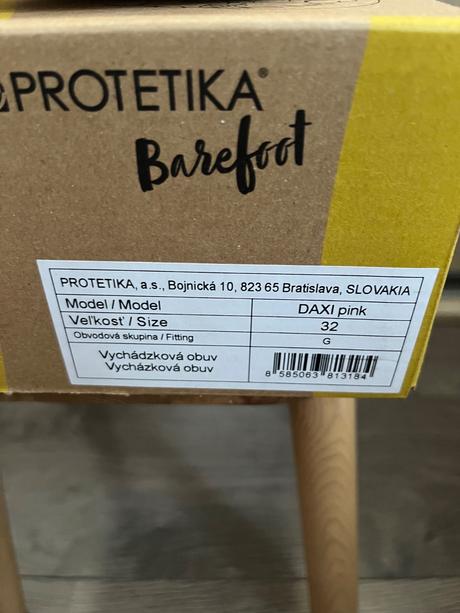 PROTETIKA®
Barefoot
PROTETIKA, a.s., Bojnická 10, 823 65 Bratislava, SLOVAKIA
Model / Model DAXI pink
Veľkosť / Size 32
Obvodová skupina / Fitting G
Vychádzková obuv
Vycházková obuv
8 585063 813184